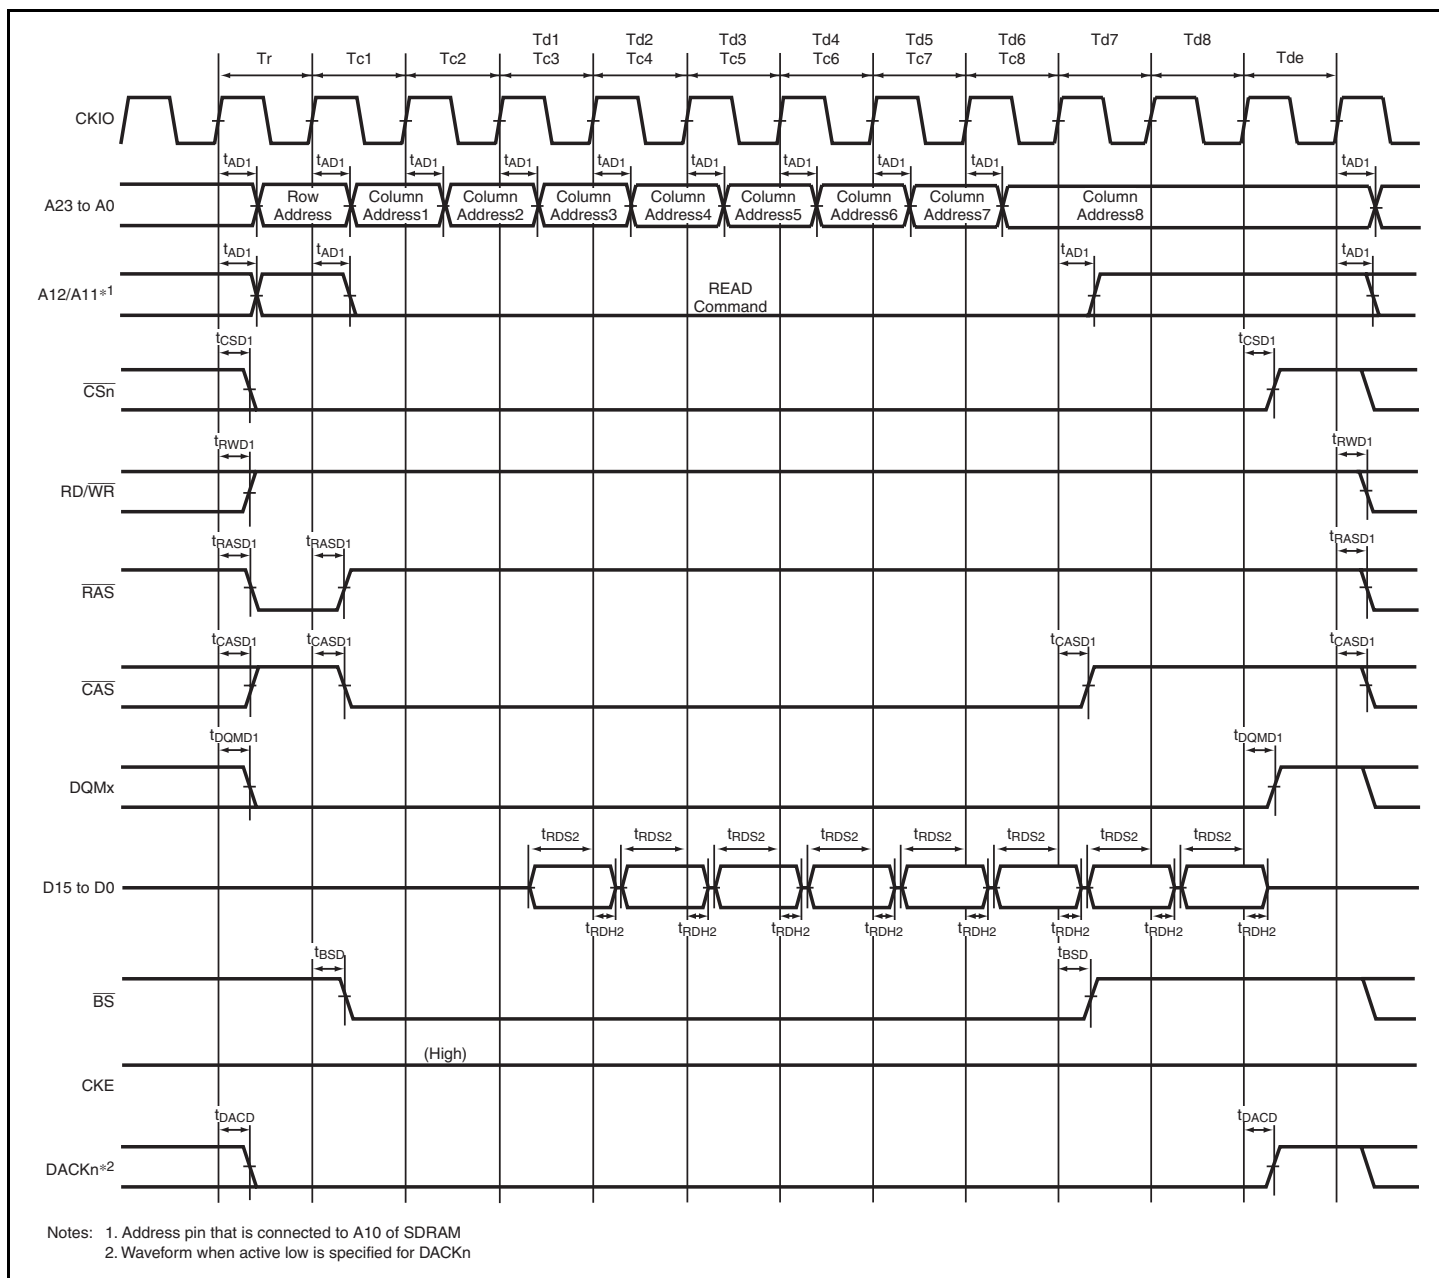 Td1 Td2 Td3 Td4 Td5 Td6 Td7 Td8
Tr Tc1 Tc2 Tc3 Tc4 Tc5 Tc6 Tc7 Tc8 Tde
CKIO
tAD1 tAD1 tAD1 tAD1 tAD1 tAD1 tAD1 tAD1 tAD1 tAD1
A23 to A0
Row Address
Column Address1
Column Address2
Column Address3
Column Address4
Column Address5
Column Address6
Column Address7
Column Address8
tAD1 tAD1 tAD1 tAD1
A12/A11*1
READ
Command
tCSD1 tCSD1
CSn
tRWD1 tRWD1
RD/WR
tRASD1 tRASD1 tRASD1
RAS
tCASD1 tCASD1 tCASD1 tCASD1
CAS
tDQMD1 tDQMD1
DQMx
tRDS2 tRDS2 tRDS2 tRDS2 tRDS2 tRDS2 tRDS2 tRDS2
D15 to D0
tRDH2 tRDH2 tRDH2 tRDH2 tRDH2 tRDH2 tRDH2 tRDH2
tBSD tBSD
BS
(High)
CKE
tDACD tDACD
DACKn*2
Notes: 1. Address pin that is connected to A10 of SDRAM
2. Waveform when active low is specified for DACKn